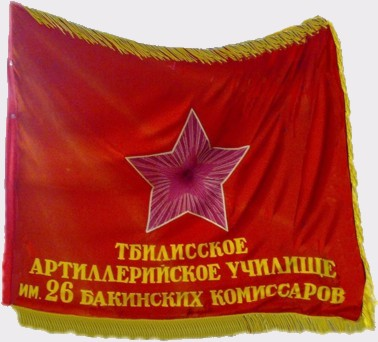 ТБИЛИССКОЕ
АРТИЛЛЕРИЙСКОЕ УЧИЛИЩЕ
ИМ. 26 БАКИНСКИХ КОМИССАРОВ